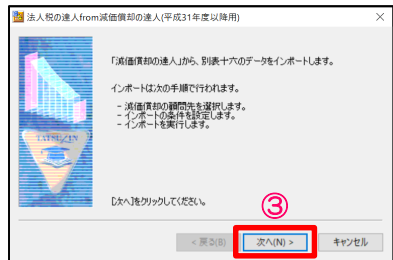 法人税の達人from減価償却の達人(平成31年度以降用)
「減価償却の達人」から、別表十六のデータをインポートします。
インポートは次の手順で行われます。
- 減価償却の顧問先を選択します。
- インポートの条件を設定します。
- インポートを実行します。
[次へ]をクリックしてください。
③
< 戻る(B)
次へ(N) >
キャンセル